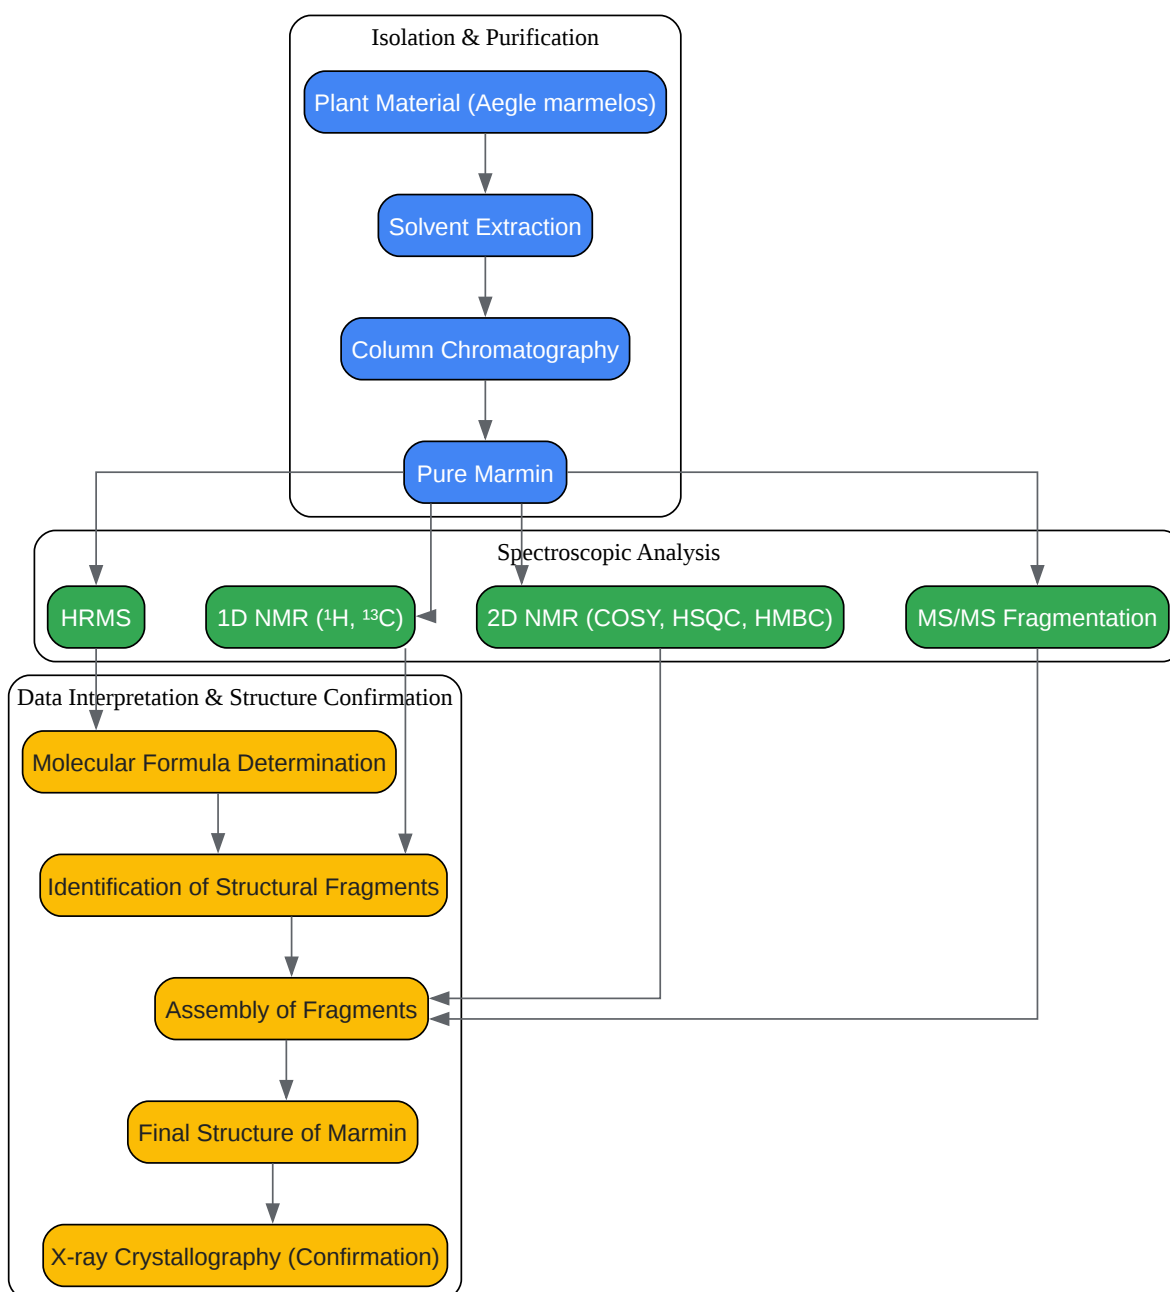 Isolation & Purification
Plant Material (Aegle marmelos)
Solvent Extraction
Column Chromatography
Pure Marmin
Spectroscopic Analysis
HRMS
1D NMR (¹H, ¹³C)
2D NMR (COSY, HSQC, HMBC)
MS/MS Fragmentation
Data Interpretation & Structure Confirmation
Molecular Formula Determination
Identification of Structural Fragments
Assembly of Fragments
Final Structure of Marmin
X-ray Crystallography (Confirmation)